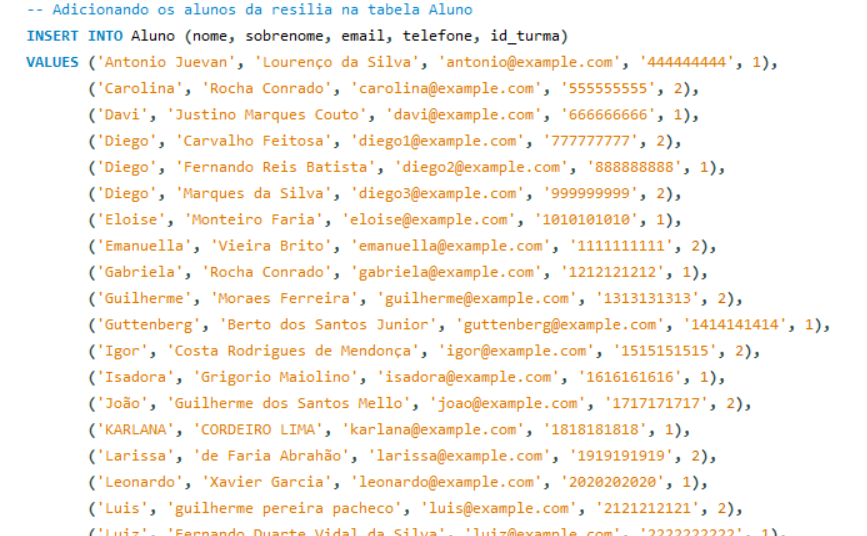 -- Adicionando os alunos da resilia na tabela Aluno
INSERT INTO Aluno (nome, sobrenome, email, telefone, id_turma)
VALUES ('Antonio Juevan', 'Lourenço da Silva', 'antonio@example.com', '444444444', 1),
('Carolina', 'Rocha Conrado', 'carolina@example.com', '555555555', 2),
('Davi', 'Justino Marques Couto', 'davi@example.com', '666666666', 1),
('Diego', 'Carvalho Feitosa', 'diego1@example.com', '777777777', 2),
('Diego', 'Fernando Reis Batista', 'diego2@example.com', '888888888', 1),
('Diego', 'Marques da Silva', 'diego3@example.com', '999999999', 2),
('Eloise', 'Monteiro Faria', 'eloise@example.com', '1010101010', 1),
('Emanuella', 'Vieira Brito', 'emanuella@example.com', '1111111111', 2),
('Gabriela', 'Rocha Conrado', 'gabriela@example.com', '1212121212', 1),
('Guilherme', 'Moraes Ferreira', 'guilherme@example.com', '1313131313', 2),
('Guttenberg', 'Berto dos Santos Junior', 'guttenberg@example.com', '1414141414', 1),
('Igor', 'Costa Rodrigues de Mendonça', 'igor@example.com', '1515151515', 2),
('Isadora', 'Grigorio Maiolino', 'isadora@example.com', '1616161616', 1),
('João', 'Guilherme dos Santos Mello', 'joao@example.com', '1717171717', 2),
('KARLANA', 'CORDEIRO LIMA', 'karlana@example.com', '1818181818', 1),
('Larissa', 'de Faria Abrahão', 'larissa@example.com', '1919191919', 2),
('Leonardo', 'Xavier Garcia', 'leonardo@example.com', '2020202020', 1),
('Luis', 'guilherme pereira pacheco', 'luis@example.com', '2121212121', 2),
('Luiz', 'Fernando Duarte Vidal da Silva', 'luiz@example.com', '2222222222', 1),